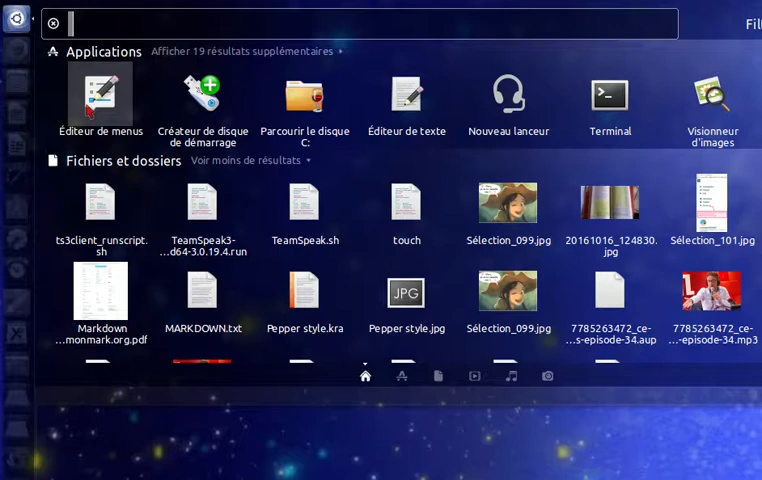 Fil
Applications Afficher 19 résultats supplémentaires
Éditeur de menus
Créateur de disque
de démarrage
Parcourir le disque
C:
Éditeur de texte
Nouveau lanceur
Terminal
Visionneur
d'images
Fichiers et dossiers Voir moins de résultats
ts3client_runscript.
sh
TeamSpeak3-
...d64-3.0.19.4.run
TeamSpeak.sh
touch
Sélection_099.jpg
20161016_124830.
jpg
Sélection_101.jpg
Markdown
...monmark.org.pdf
MARKDOWN.txt
Pepper style.kra
JPG
Pepper style.jpg
Sélection_099.jpg
7785263472_ce-
...s-episode-34.aup
7785263472_ce-
...s-episode-34.mp3